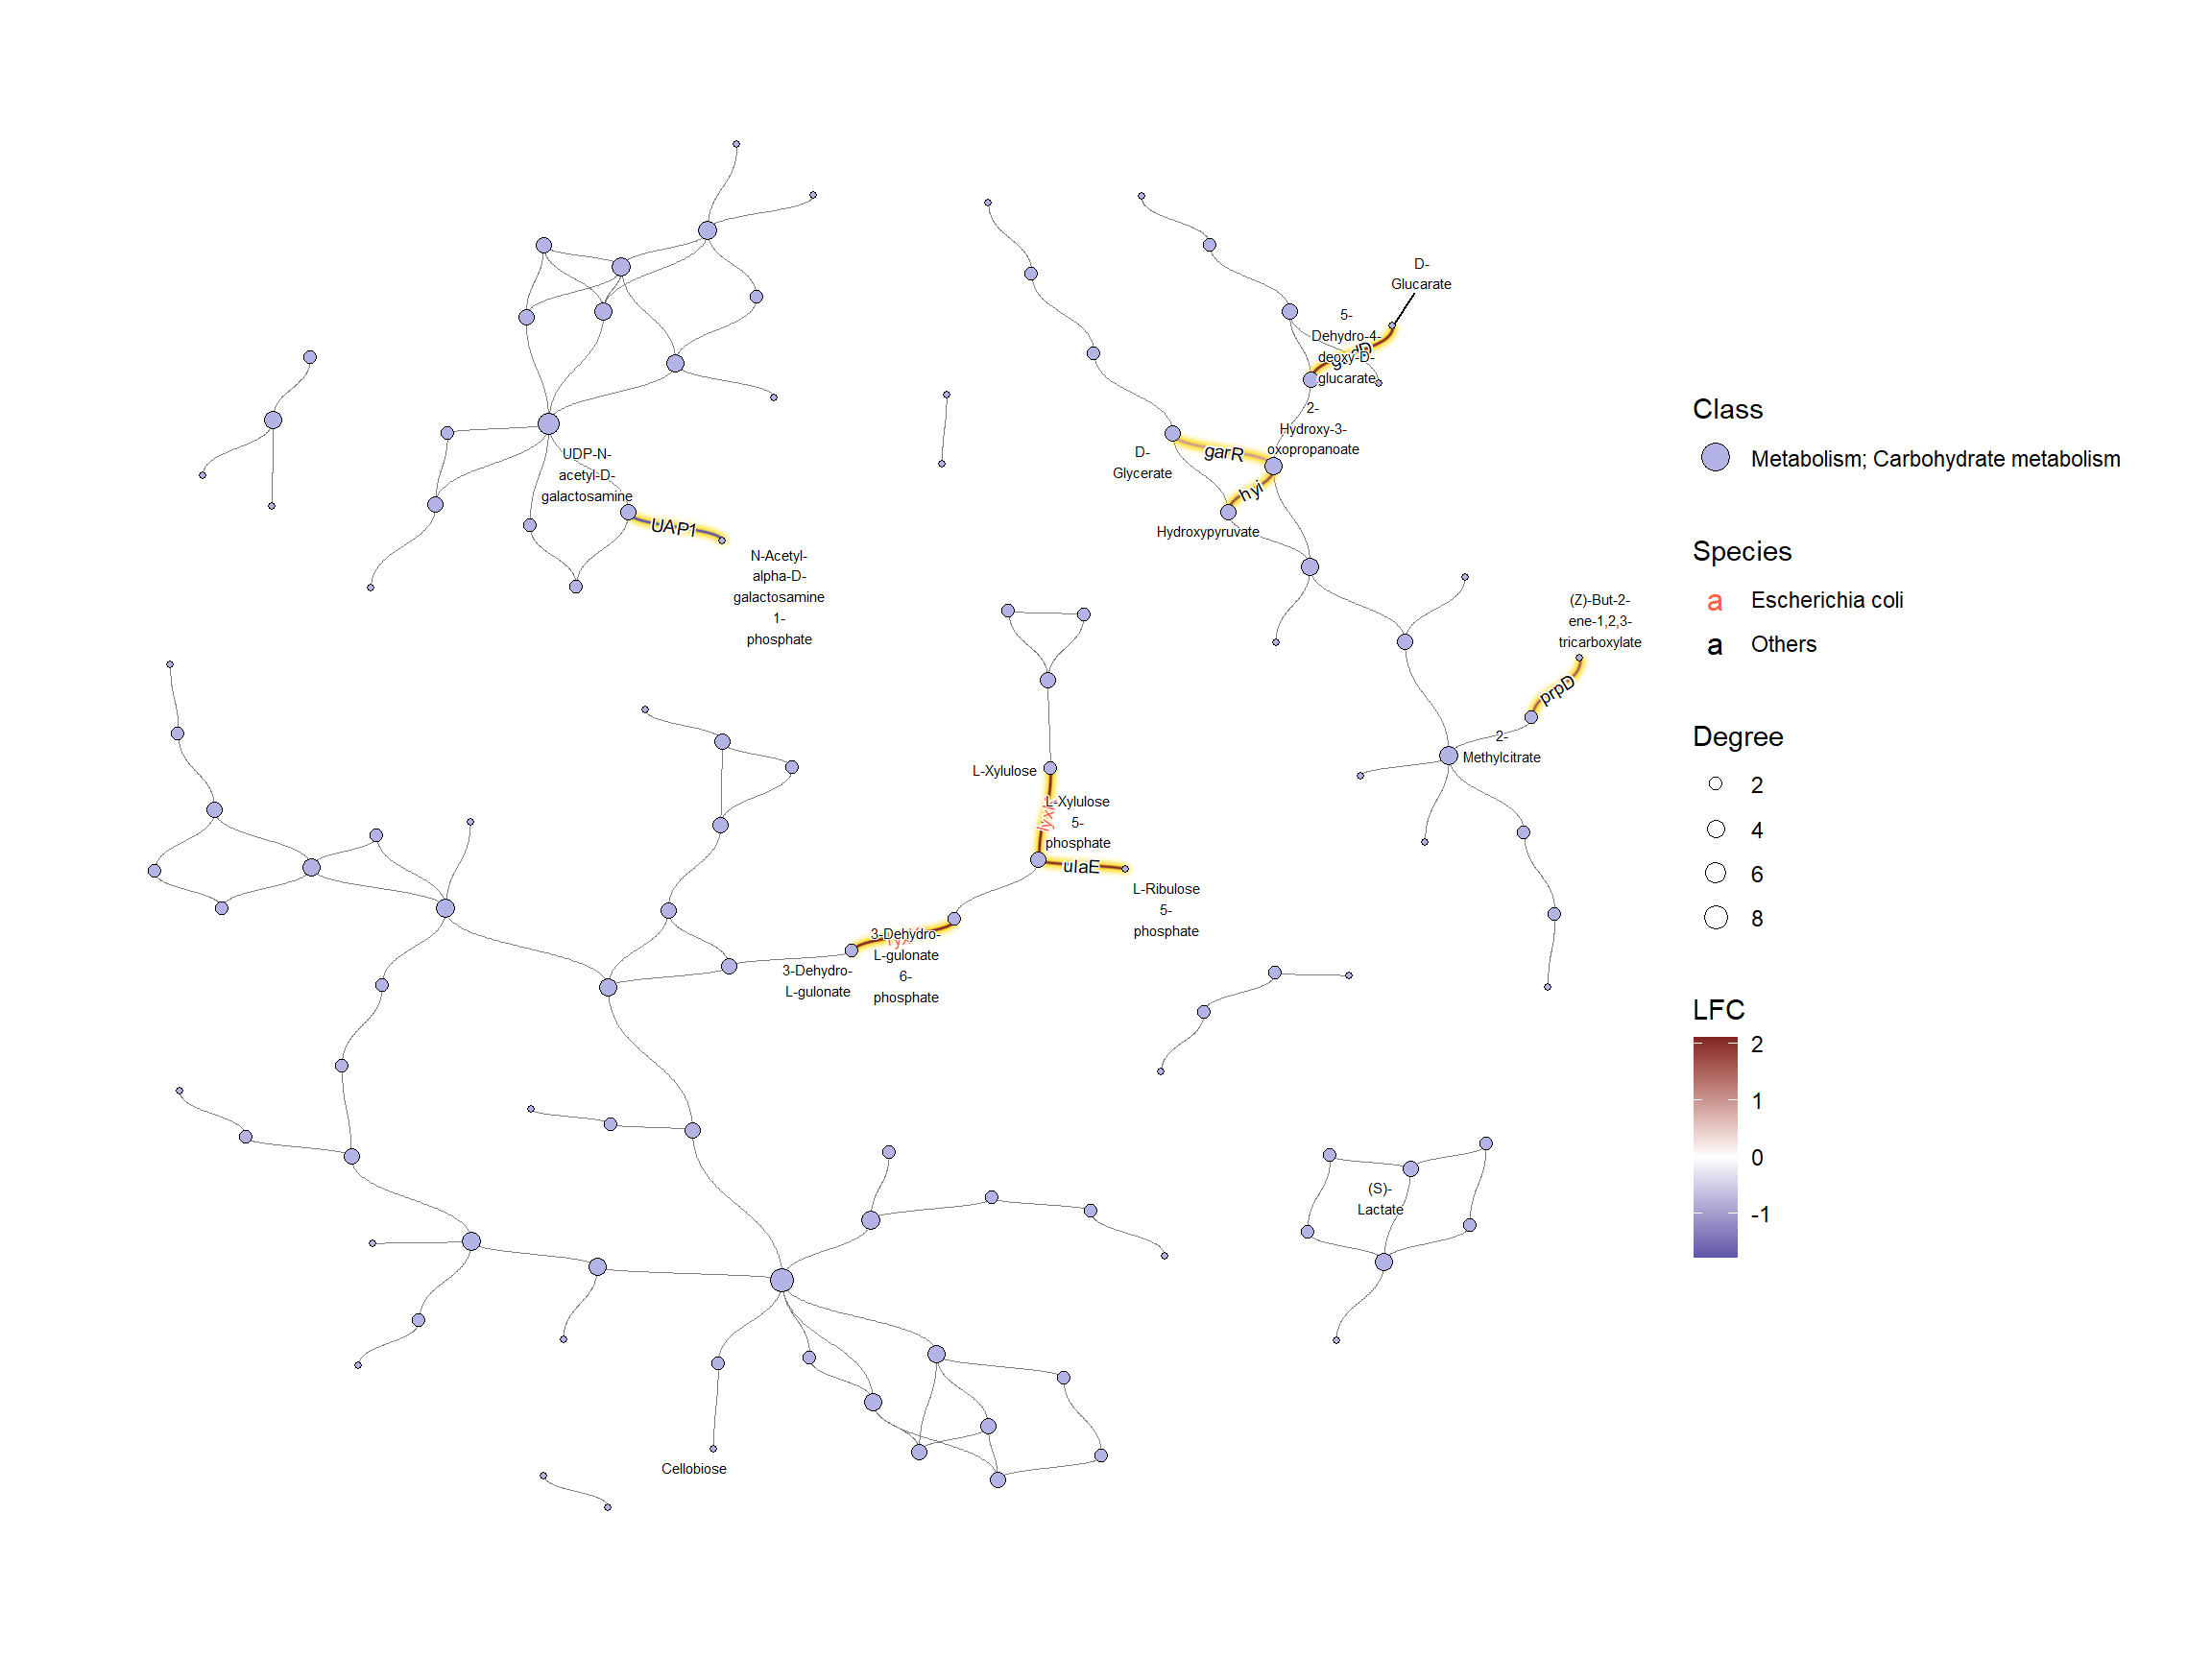 D-
Glucarate
5-
Dehydro-4-
deoxy-D-
glucarate
2-
Hydroxy-3-
oxopropanoate
garR
D-
Glycerate
hyi
Hydroxypyruvate
UDP-N-
acetyl-D-
galactosamine
UAP1
N-Acetyl-
alpha-D-
galactosamine
1-
phosphate
(Z)-But-2-
ene-1,2,3-
tricarboxylate
prpD
2-
Methylcitrate
L-Xylulose
L-Xylulose
5-
phosphate
ulaE
L-Ribulose
5-
phosphate
3-Dehydro-
L-gulonate
6-
phosphate
3-Dehydro-
L-gulonate
(S)-
Lactate
Cellobiose
Class
Metabolism; Carbohydrate metabolism
Species
a Escherichia coli
a Others
Degree
2
4
6
8
LFC
2
1
0
-1